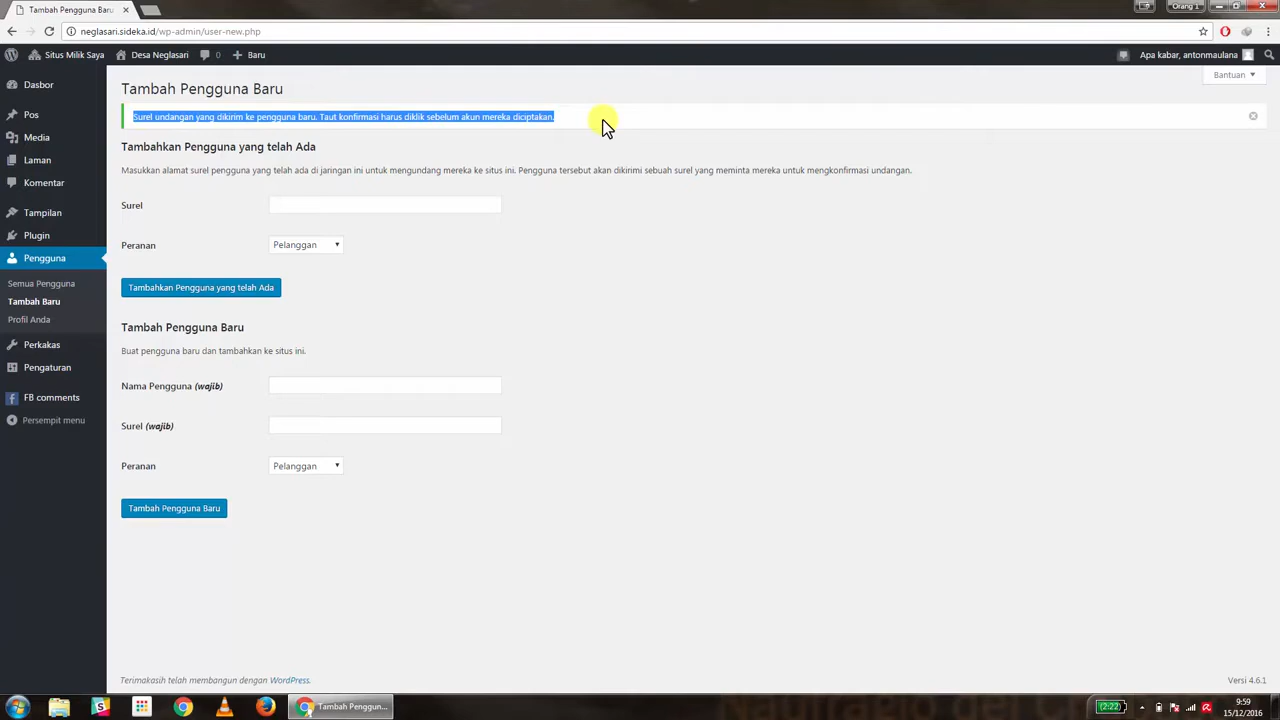 Tambah Pengguna Baru
Orang 1
neglasari.sideka.id/wp-admin/user-new.php
Situs Milik Saya
Desa Neglasari
0
Baru
Apa kabar, antonmaulana
Dasbor
Pos
Media
Laman
Komentar
Tampilan
Plugin
Pengguna
Semua Pengguna
Tambah Baru
Profil Anda
Perkakas
Pengaturan
FB comments
Persempit menu
Bantuan
Tambah Pengguna Baru
Surel undangan yang dikirim ke pengguna baru. Taut konfirmasi harus diklik sebelum akun mereka diciptakan.
Tambahkan Pengguna yang telah Ada
Masukkan alamat surel pengguna yang telah ada di jaringan ini untuk mengundang mereka ke situs ini. Pengguna tersebut akan dikirimi sebuah surel yang meminta mereka untuk mengkonfirmasi undangan.
Surel
Peranan
Pelanggan
Tambahkan Pengguna yang telah Ada
Tambah Pengguna Baru
Buat pengguna baru dan tambahkan ke situs ini.
Nama Pengguna (wajib)
Surel (wajib)
Peranan
Pelanggan
Tambah Pengguna Baru
Terimakasih telah membangun dengan WordPress.
Versi 4.6.1
Tambah Penggun...
(2:22)
9:59
15/12/2016